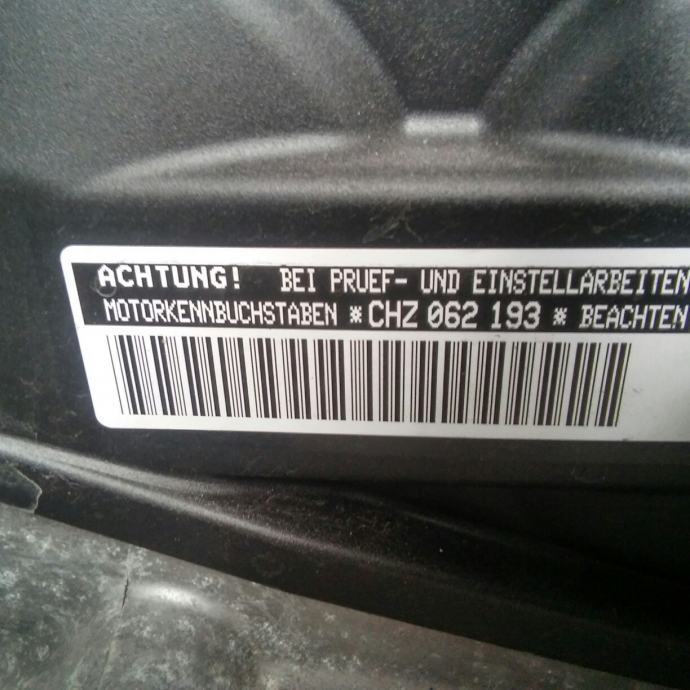 ACHTUNG! BEI PRUEF- UND EINSTELLARBEITEN
MOTORKENNBUCHSTABEN *CHZ 062 193 * BEACHTEN